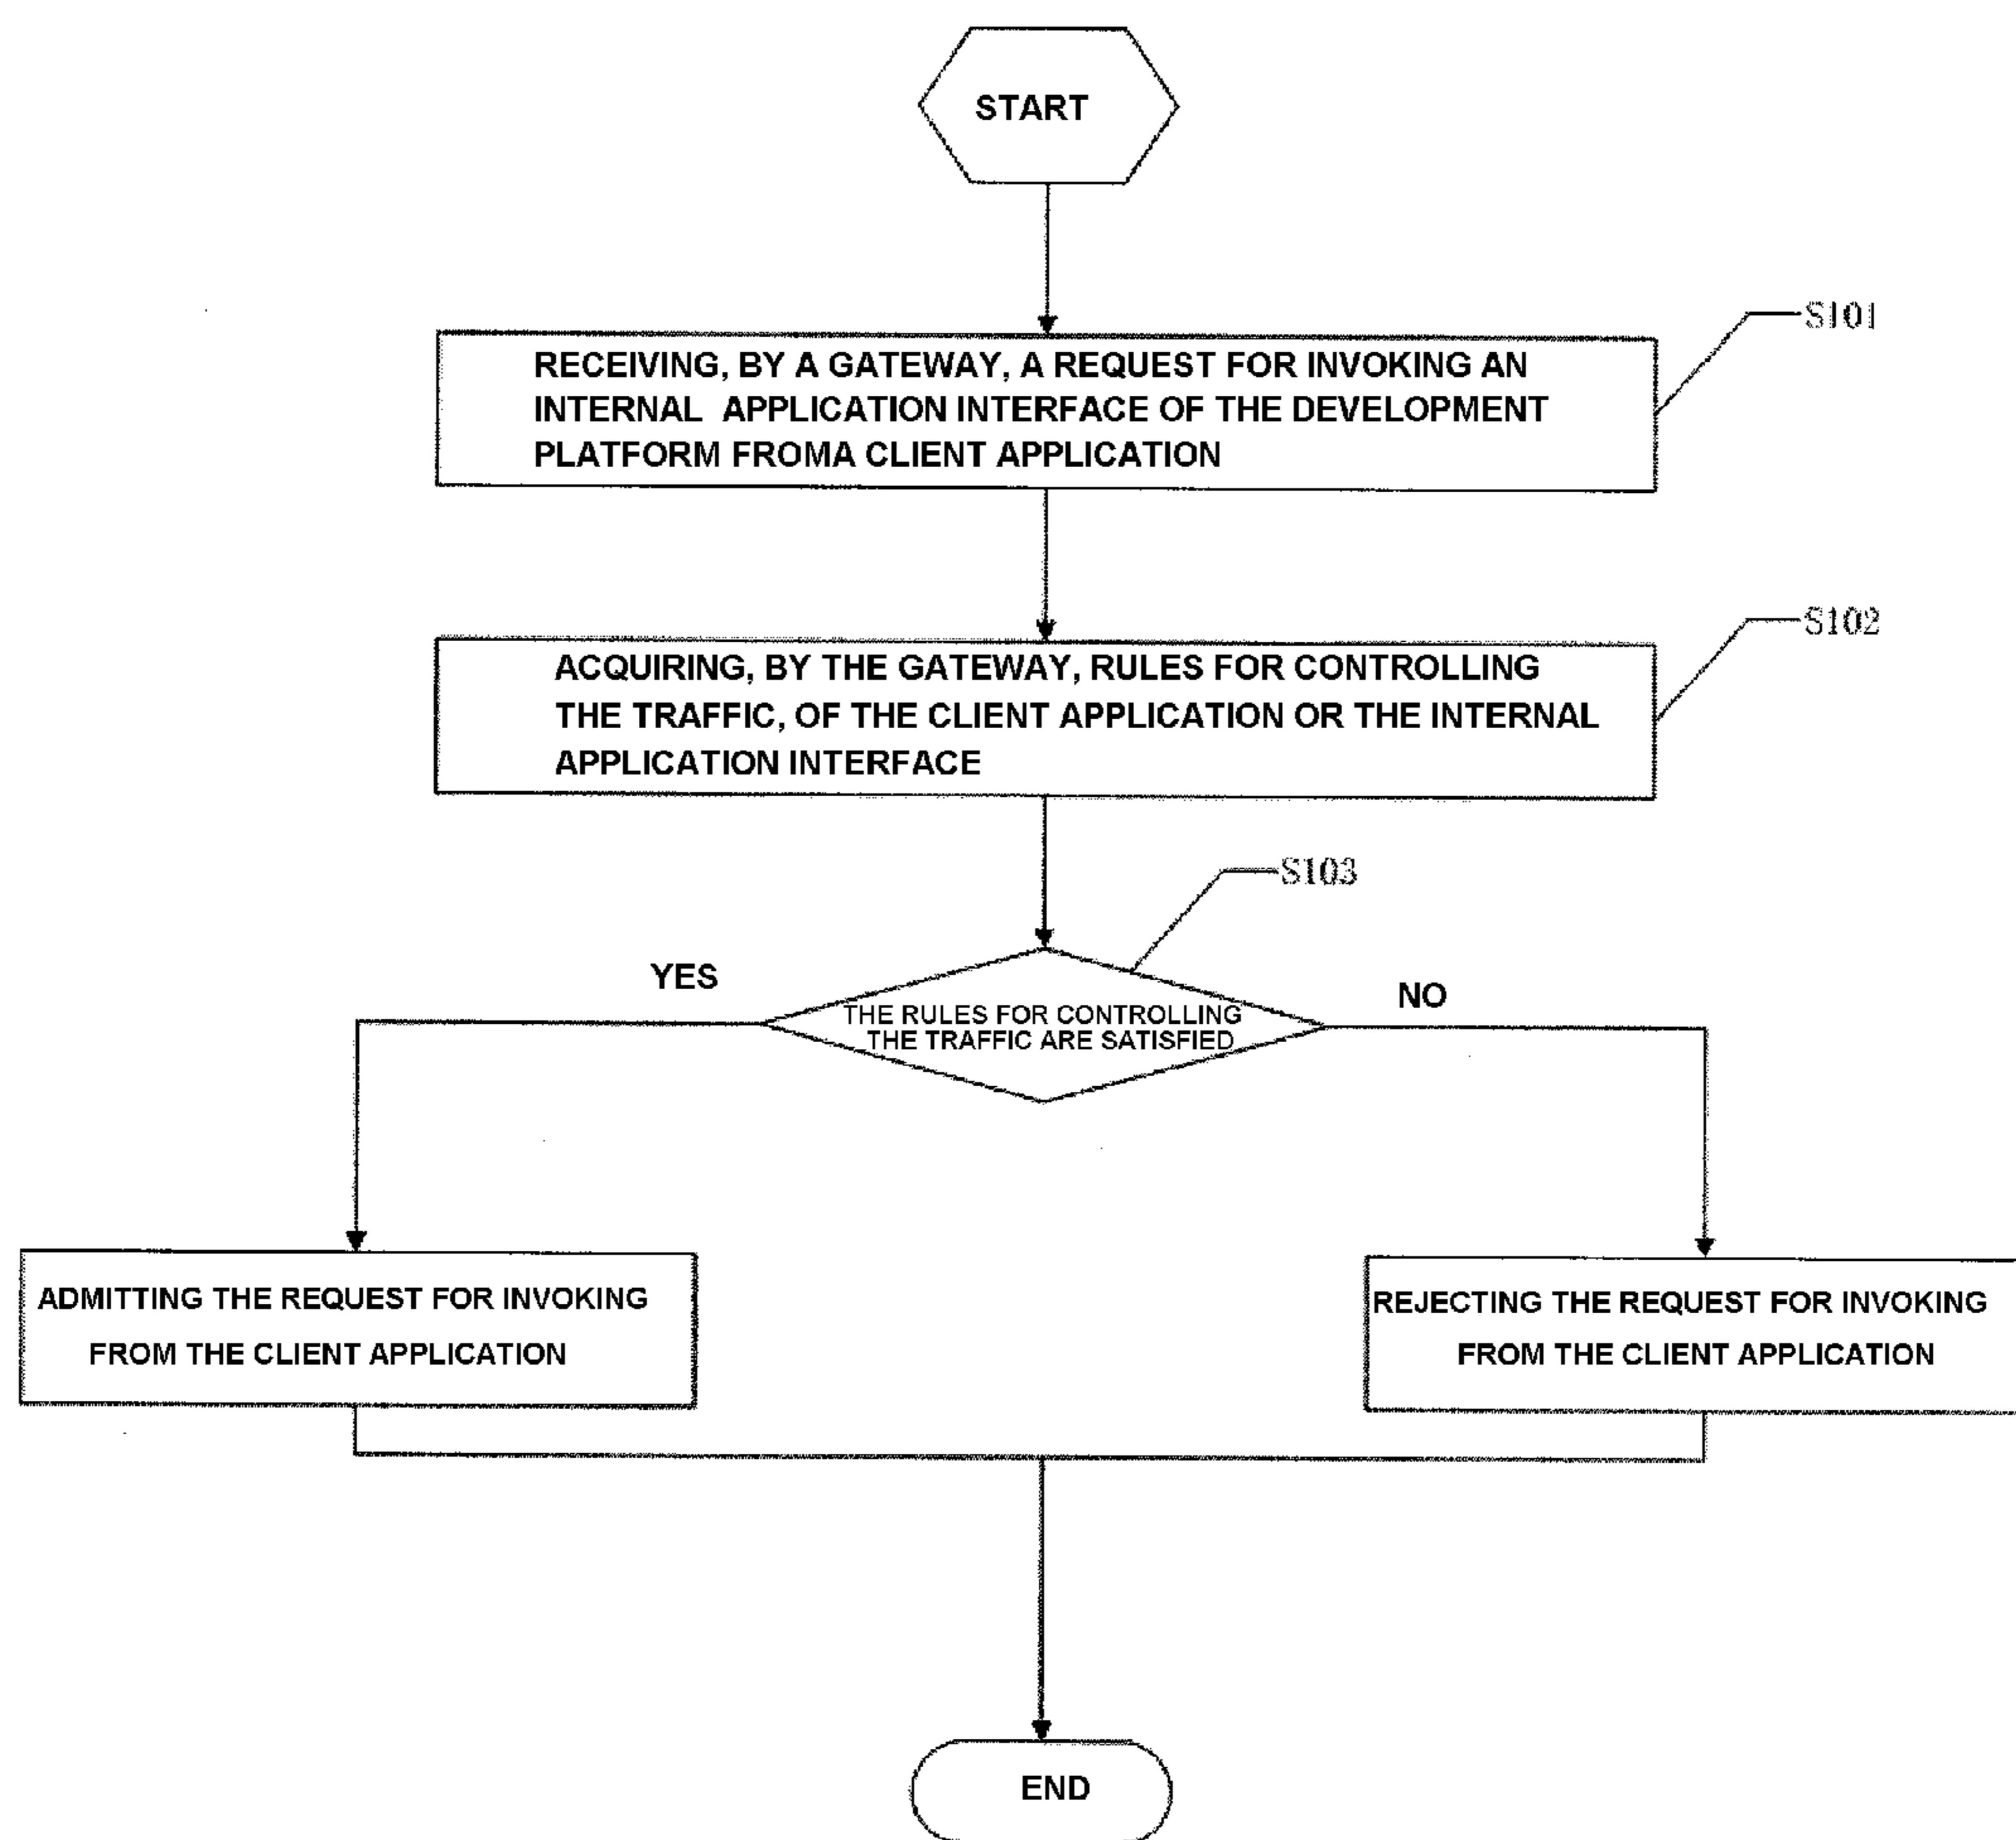 START
S101
RECEIVING, BY A GATEWAY, A REQUEST FOR INVOKING AN
INTERNAL APPLICATION INTERFACE OF THE DEVELOPMENT
PLATFORM FROMA CLIENT APPLICATION
S102
ACQUIRING, BY THE GATEWAY, RULES FOR CONTROLLING
THE TRAFFIC, OF THE CLIENT APPLICATION OR THE INTERNAL
APPLICATION INTERFACE
S103
YES
NO
THE RULES FOR CONTROLLING
THE TRAFFIC ARE SATISFIED
ADMITTING THE REQUEST FOR INVOKING
FROM THE CLIENT APPLICATION
REJECTING THE REQUEST FOR INVOKING
FROM THE CLIENT APPLICATION
END